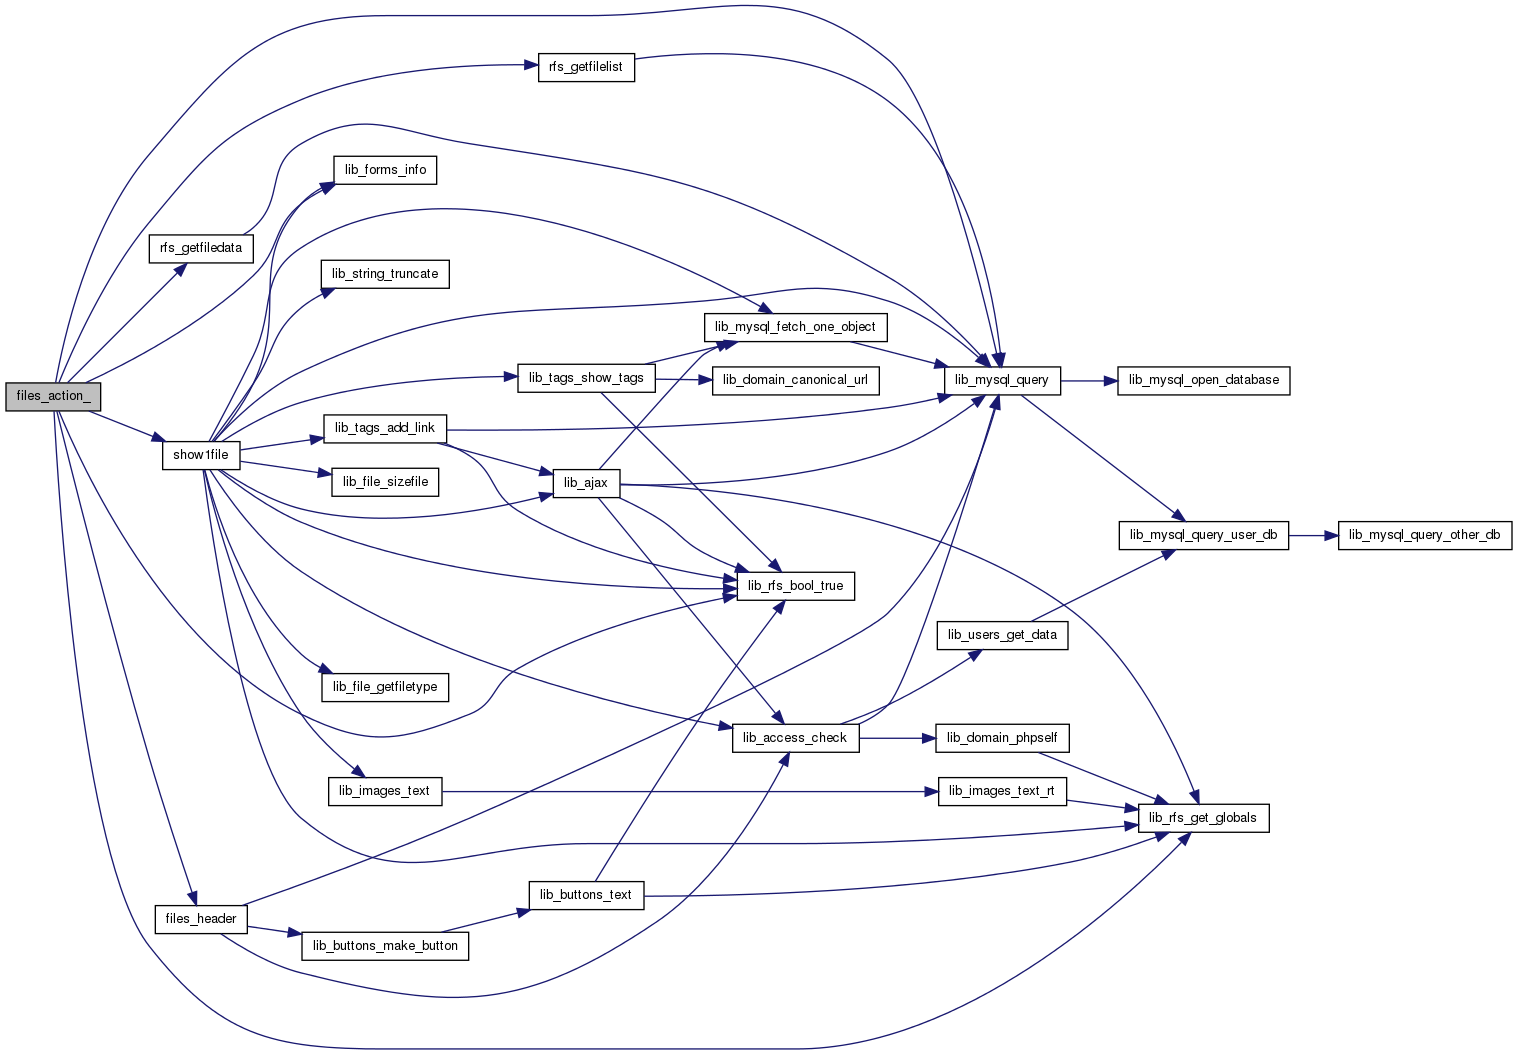 files_action_
rfs_getfilelist
lib_forms_info
rfs_getfiledata
lib_string_truncate
lib_mysql_fetch_one_object
lib_tags_show_tags
lib_domain_canonical_url
lib_mysql_query
lib_mysql_open_database
lib_tags_add_link
show1file
lib_file_sizefile
lib_ajax
lib_mysql_query_user_db
lib_mysql_query_other_db
lib_rfs_bool_true
lib_users_get_data
lib_file_getfiletype
lib_access_check
lib_domain_phpself
lib_images_text
lib_images_text_rt
lib_rfs_get_globals
lib_buttons_text
files_header
lib_buttons_make_button